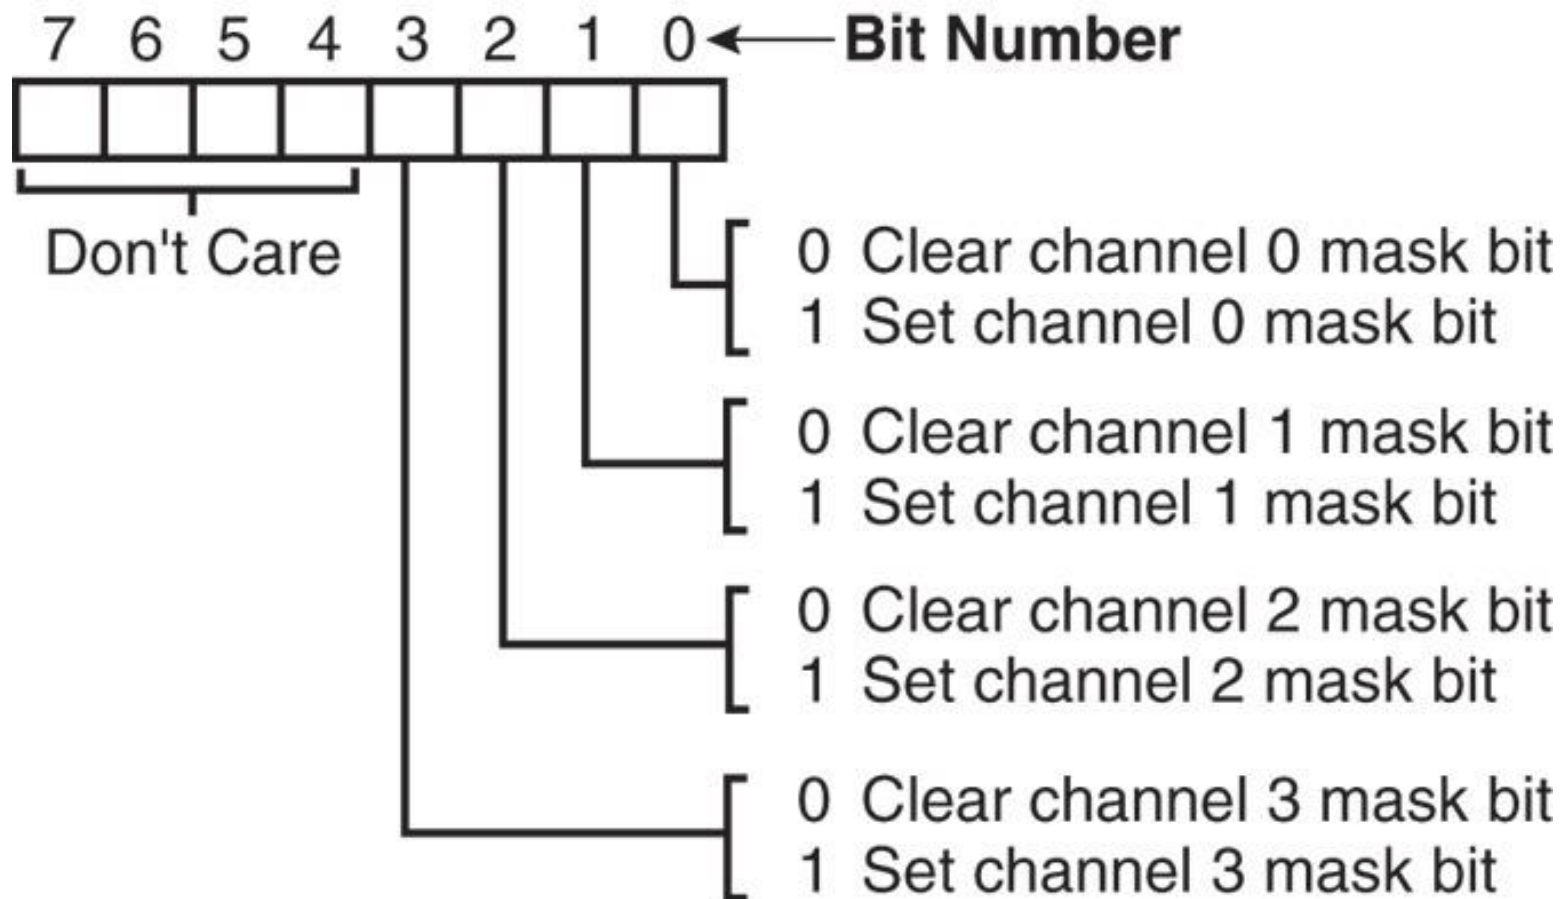 7 6 5 4 3 2 1 0 Bit Number
Don't Care
0 Clear channel 0 mask bit
1 Set channel 0 mask bit
0 Clear channel 1 mask bit
1 Set channel 1 mask bit
0 Clear channel 2 mask bit
1 Set channel 2 mask bit
0 Clear channel 3 mask bit
1 Set channel 3 mask bit